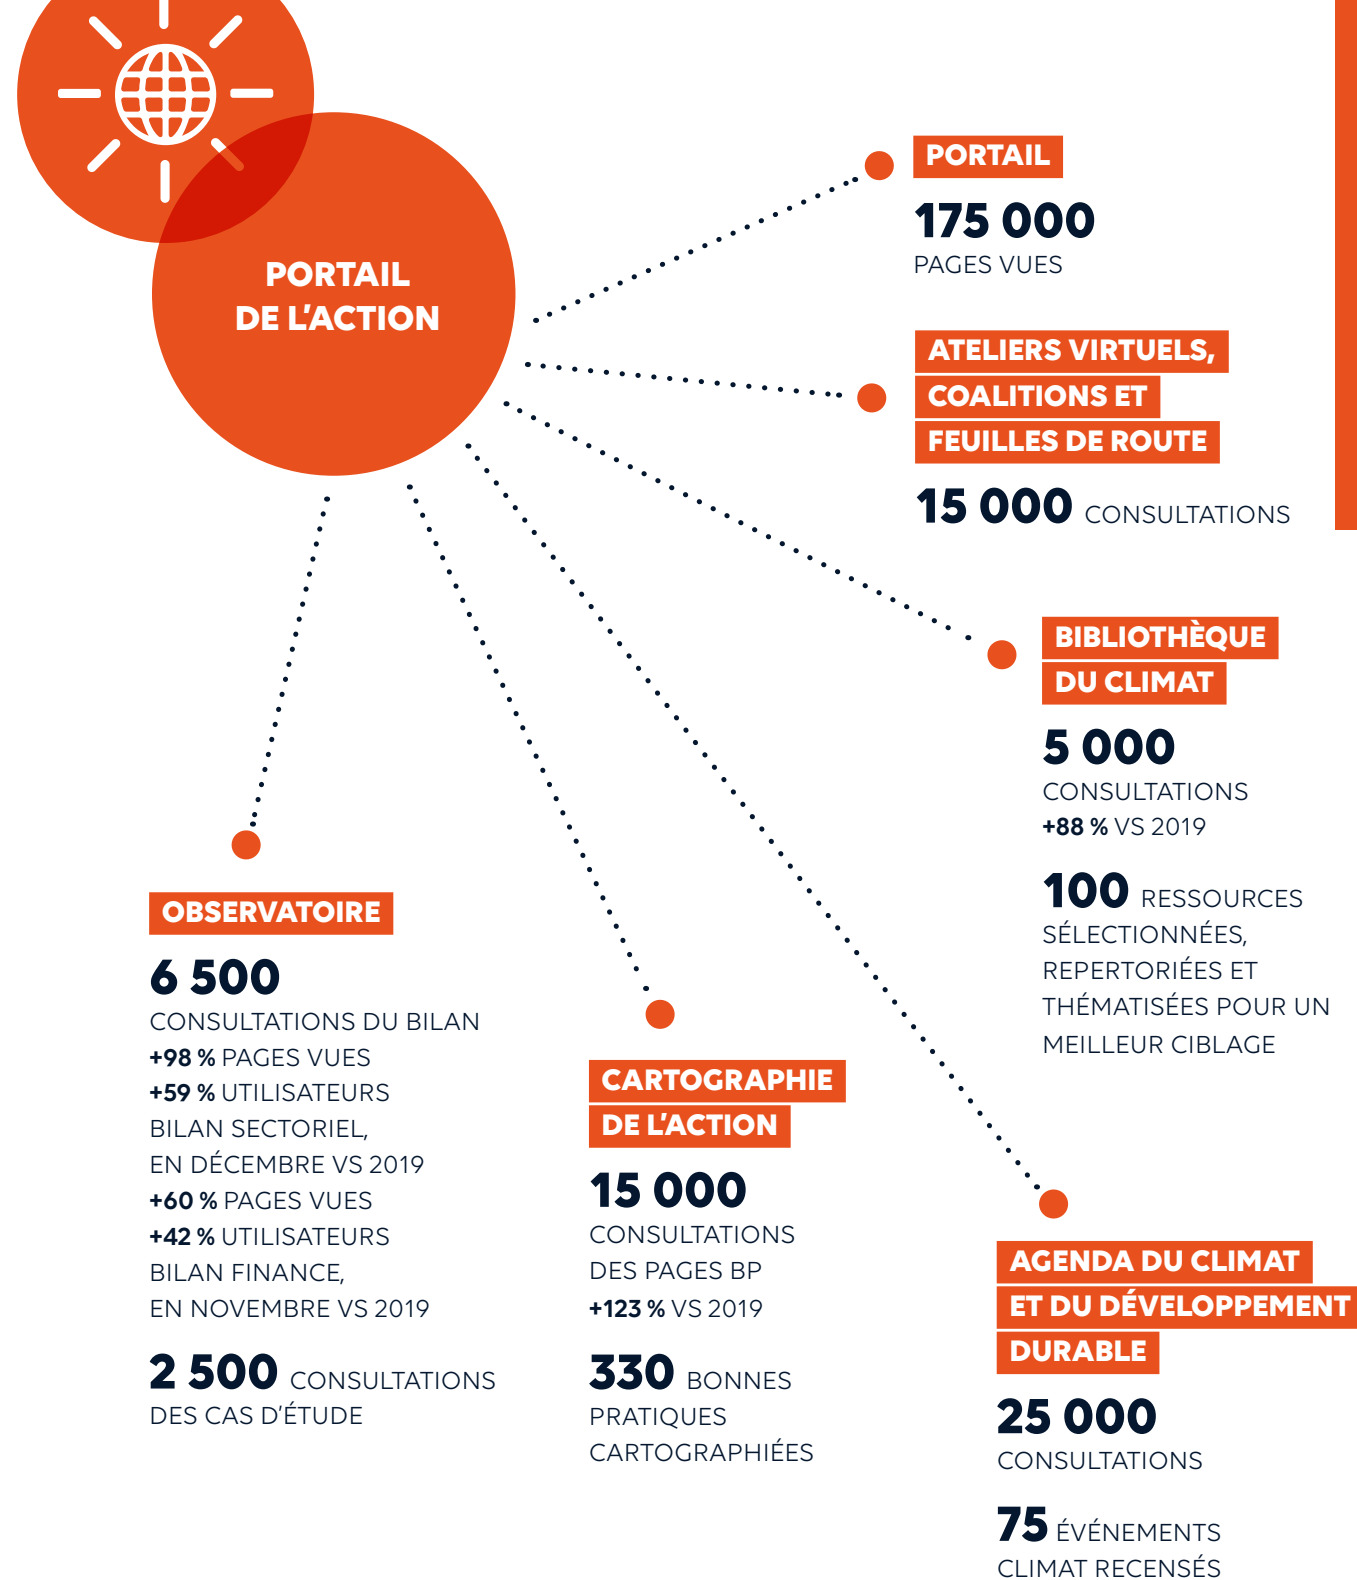 PORTAIL
DE L'ACTION
PORTAIL
175 000
PAGES VUES
ATELIERS VIRTUELS,
COALITIONS ET
FEUILLES DE ROUTE
15 000 CONSULTATIONS
BIBLIOTHÈQUE
DU CLIMAT
5 000
CONSULTATIONS
+88 % VS 2019
100 RESSOURCES
SÉLECTIONNÉES,
REPERTORIÉES ET
THÉMATISÉES POUR UN
MEILLEUR CIBLAGE
OBSERVATOIRE
6 500
CONSULTATIONS DU BILAN
+98 % PAGES VUES
+59 % UTILISATEURS
BILAN SECTORIEL,
EN DÉCEMBRE VS 2019
+60 % PAGES VUES
+42 % UTILISATEURS
BILAN FINANCE,
EN NOVEMBRE VS 2019
2 500 CONSULTATIONS
DES CAS D'ÉTUDE
CARTOGRAPHIE
DE L'ACTION
15 000
CONSULTATIONS
DES PAGES BP
+123 % VS 2019
330 BONNES
PRATIQUES
CARTOGRAPHIÉES
AGENDA DU CLIMAT
ET DU DÉVELOPPEMENT
DURABLE
25 000
CONSULTATIONS
75 ÉVÉNEMENTS
CLIMAT RECENSÉS